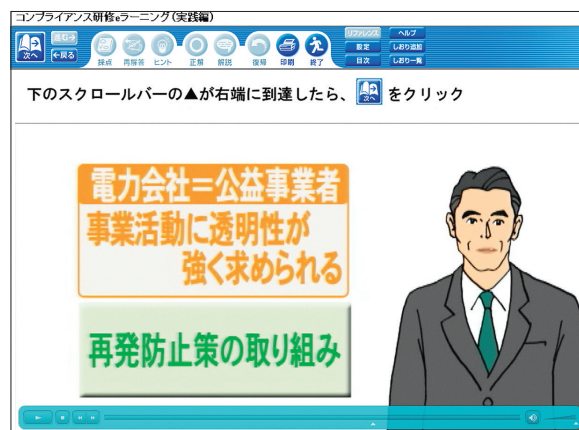 コンプライアンス研修eラーニング(実践編)
次へ
進む→
←戻る
採点
再解答
ヒント
正解
解説
復帰
印刷
終了
リファレンス
ヘルプ
設定
しおり追加
目次
しおり一覧
下のスクロールバーの▲が右端に到達したら、 次へ をクリック
電力会社=公益事業者
事業活動に透明性が
強く求められる
再発防止策の取り組み